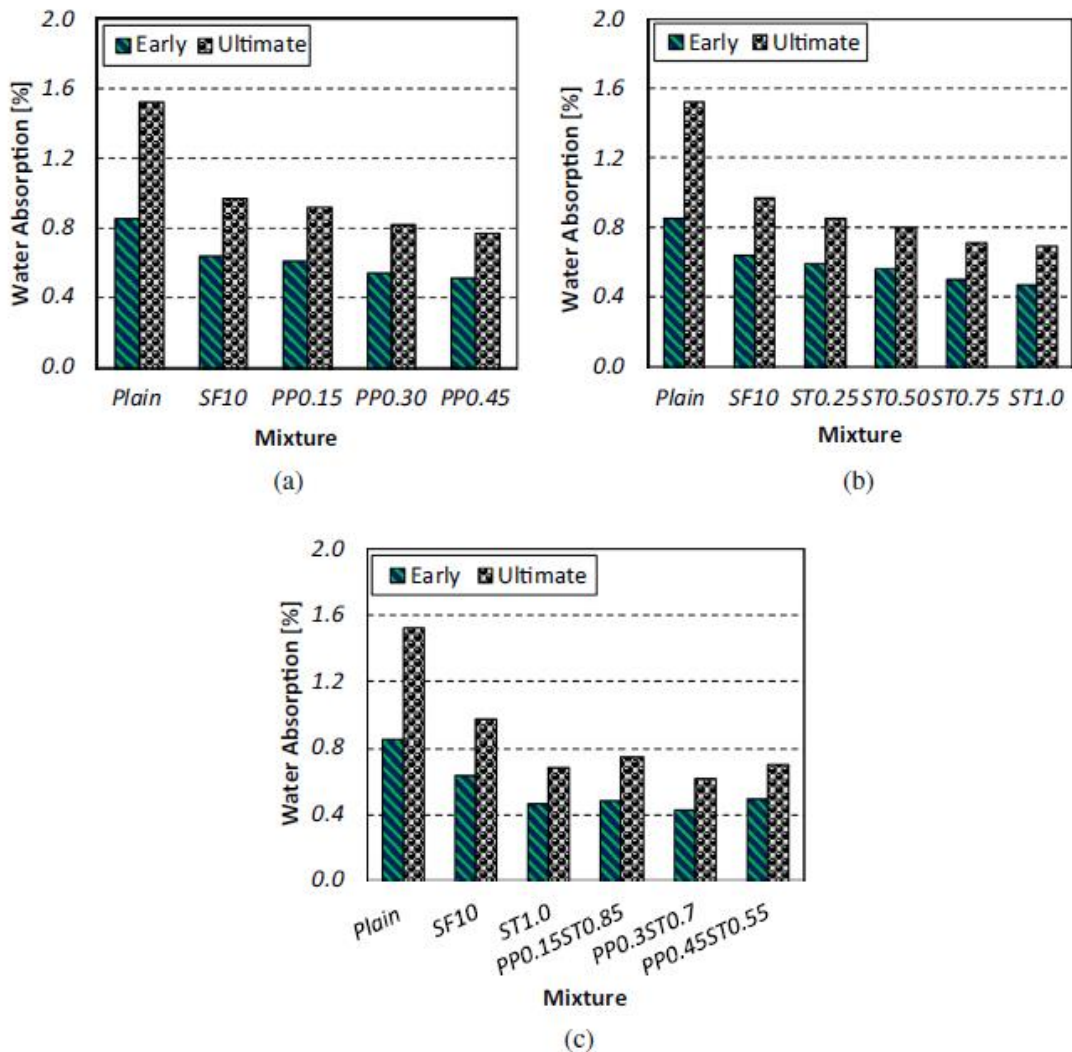 2.0
Early Ultimate
1.6
1.2
0.8
0.4
0.0
Water Absorption [%]
Plain SF10 PP0.15 PP0.30 PP0.45
Mixture
(a)
2.0
Early Ultimate
1.6
1.2
0.8
0.4
0.0
Water Absorption [%]
Plain SF10 ST0.25 ST0.50 ST0.75 ST1.0
Mixture
(b)
2.0
Early Ultimate
1.6
1.2
0.8
0.4
0.0
Water Absorption [%]
Plain
SF10
ST1.0
PP0.15ST0.85
PP0.3ST0.7
PP0.45ST0.55
Mixture
(c)